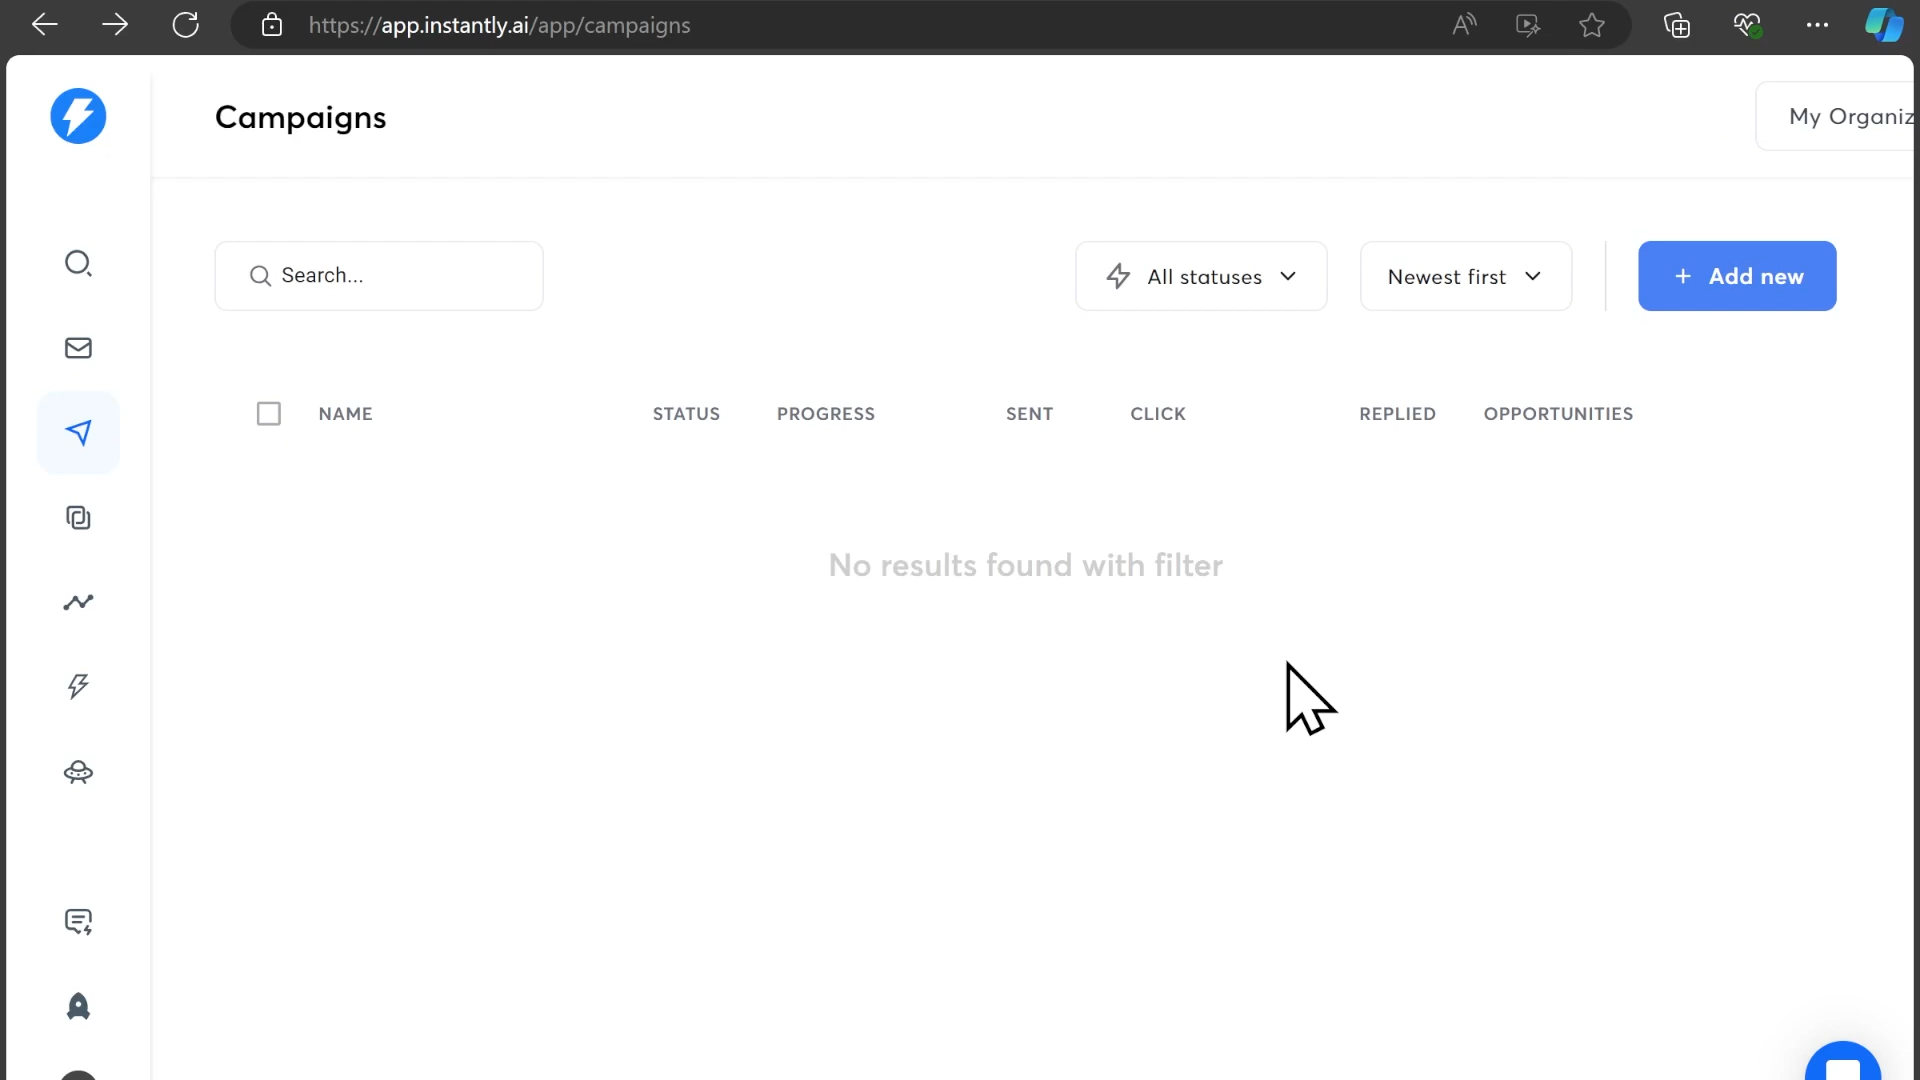 https://app.instantly.ai/app/campaigns
Campaigns
My Organiz
Search...
All statuses
Newest first
+ Add new
NAME STATUS PROGRESS SENT CLICK REPLIED OPPORTUNITIES
No results found with filter